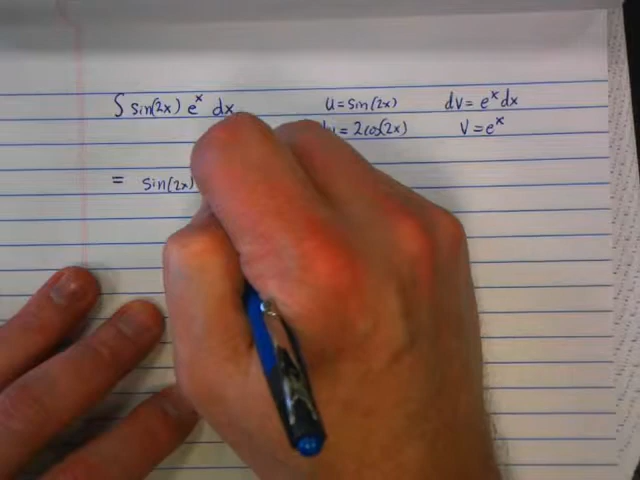 ∫ sin(2x) eˣ dx u = sin(2x) dv = eˣ dx
= 2cos(2x) v = eˣ
= sin(2x)